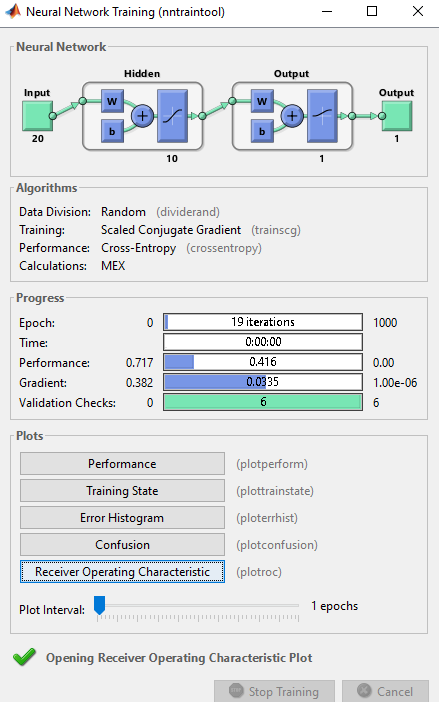 Neural Network Training (nntraintool)
Neural Network
Hidden Output
Input Output
W W
b b
20 10 1 1
Algorithms
Data Division: Random (dividerand)
Training: Scaled Conjugate Gradient (trainscg)
Performance: Cross-Entropy (crossentropy)
Calculations: MEX
Progress
Epoch: 0 19 iterations 1000
Time: 0:00:00
Performance: 0.717 0.416 0.00
Gradient: 0.382 0.0335 1.00e-06
Validation Checks: 0 6 6
Plots
Performance (plotperform)
Training State (plottrainstate)
Error Histogram (ploterrhist)
Confusion (plotconfusion)
Receiver Operating Characteristic (plotroc)
Plot Interval: 1 epochs
Opening Receiver Operating Characteristic Plot
Stop Training Cancel